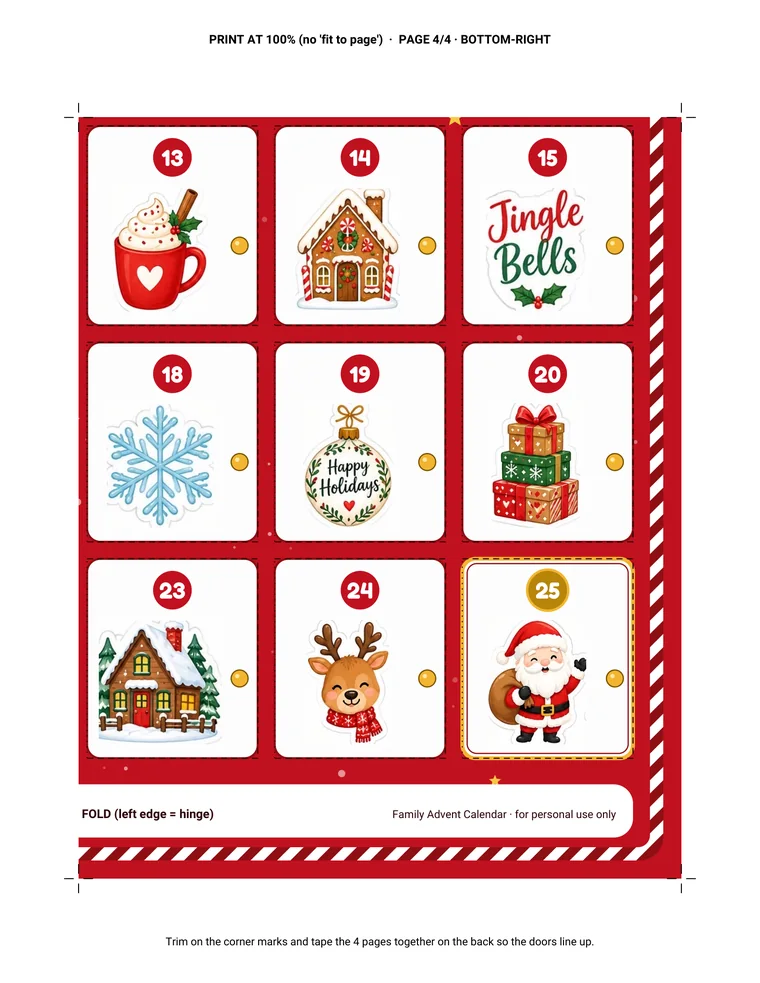 PRINT AT 100% (no 'fit to page') · PAGE 4/4 · BOTTOM-RIGHT
13
14
15
Jingle
Bells
18
19
20
Happy
Holidays
23
24
25
FOLD (left edge = hinge)
Family Advent Calendar · for personal use only
Trim on the corner marks and tape the 4 pages together on the back so the doors line up.